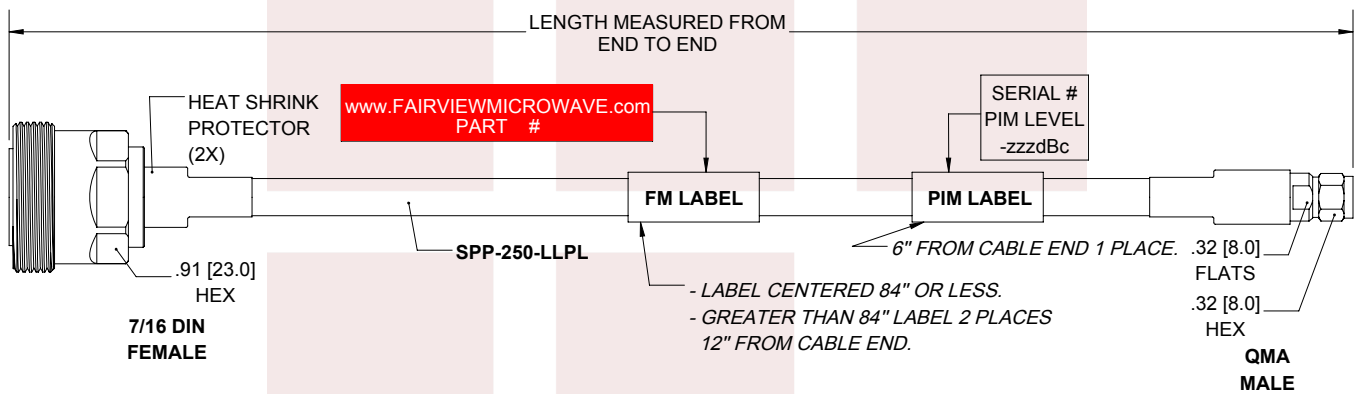 LENGTH MEASURED FROM
END TO END
HEAT SHRINK
PROTECTOR
(2X)
www.FAIRVIEWMICROWAVE.com
PART #
SERIAL #
PIM LEVEL
-zzzdBc
FM LABEL
PIM LABEL
SPP-250-LLPL
6" FROM CABLE END 1 PLACE.
.32 [8.0]
FLATS
.91 [23.0]
HEX
- LABEL CENTERED 84" OR LESS.
- GREATER THAN 84" LABEL 2 PLACES
12" FROM CABLE END.
.32 [8.0]
HEX
7/16 DIN
FEMALE
QMA
MALE